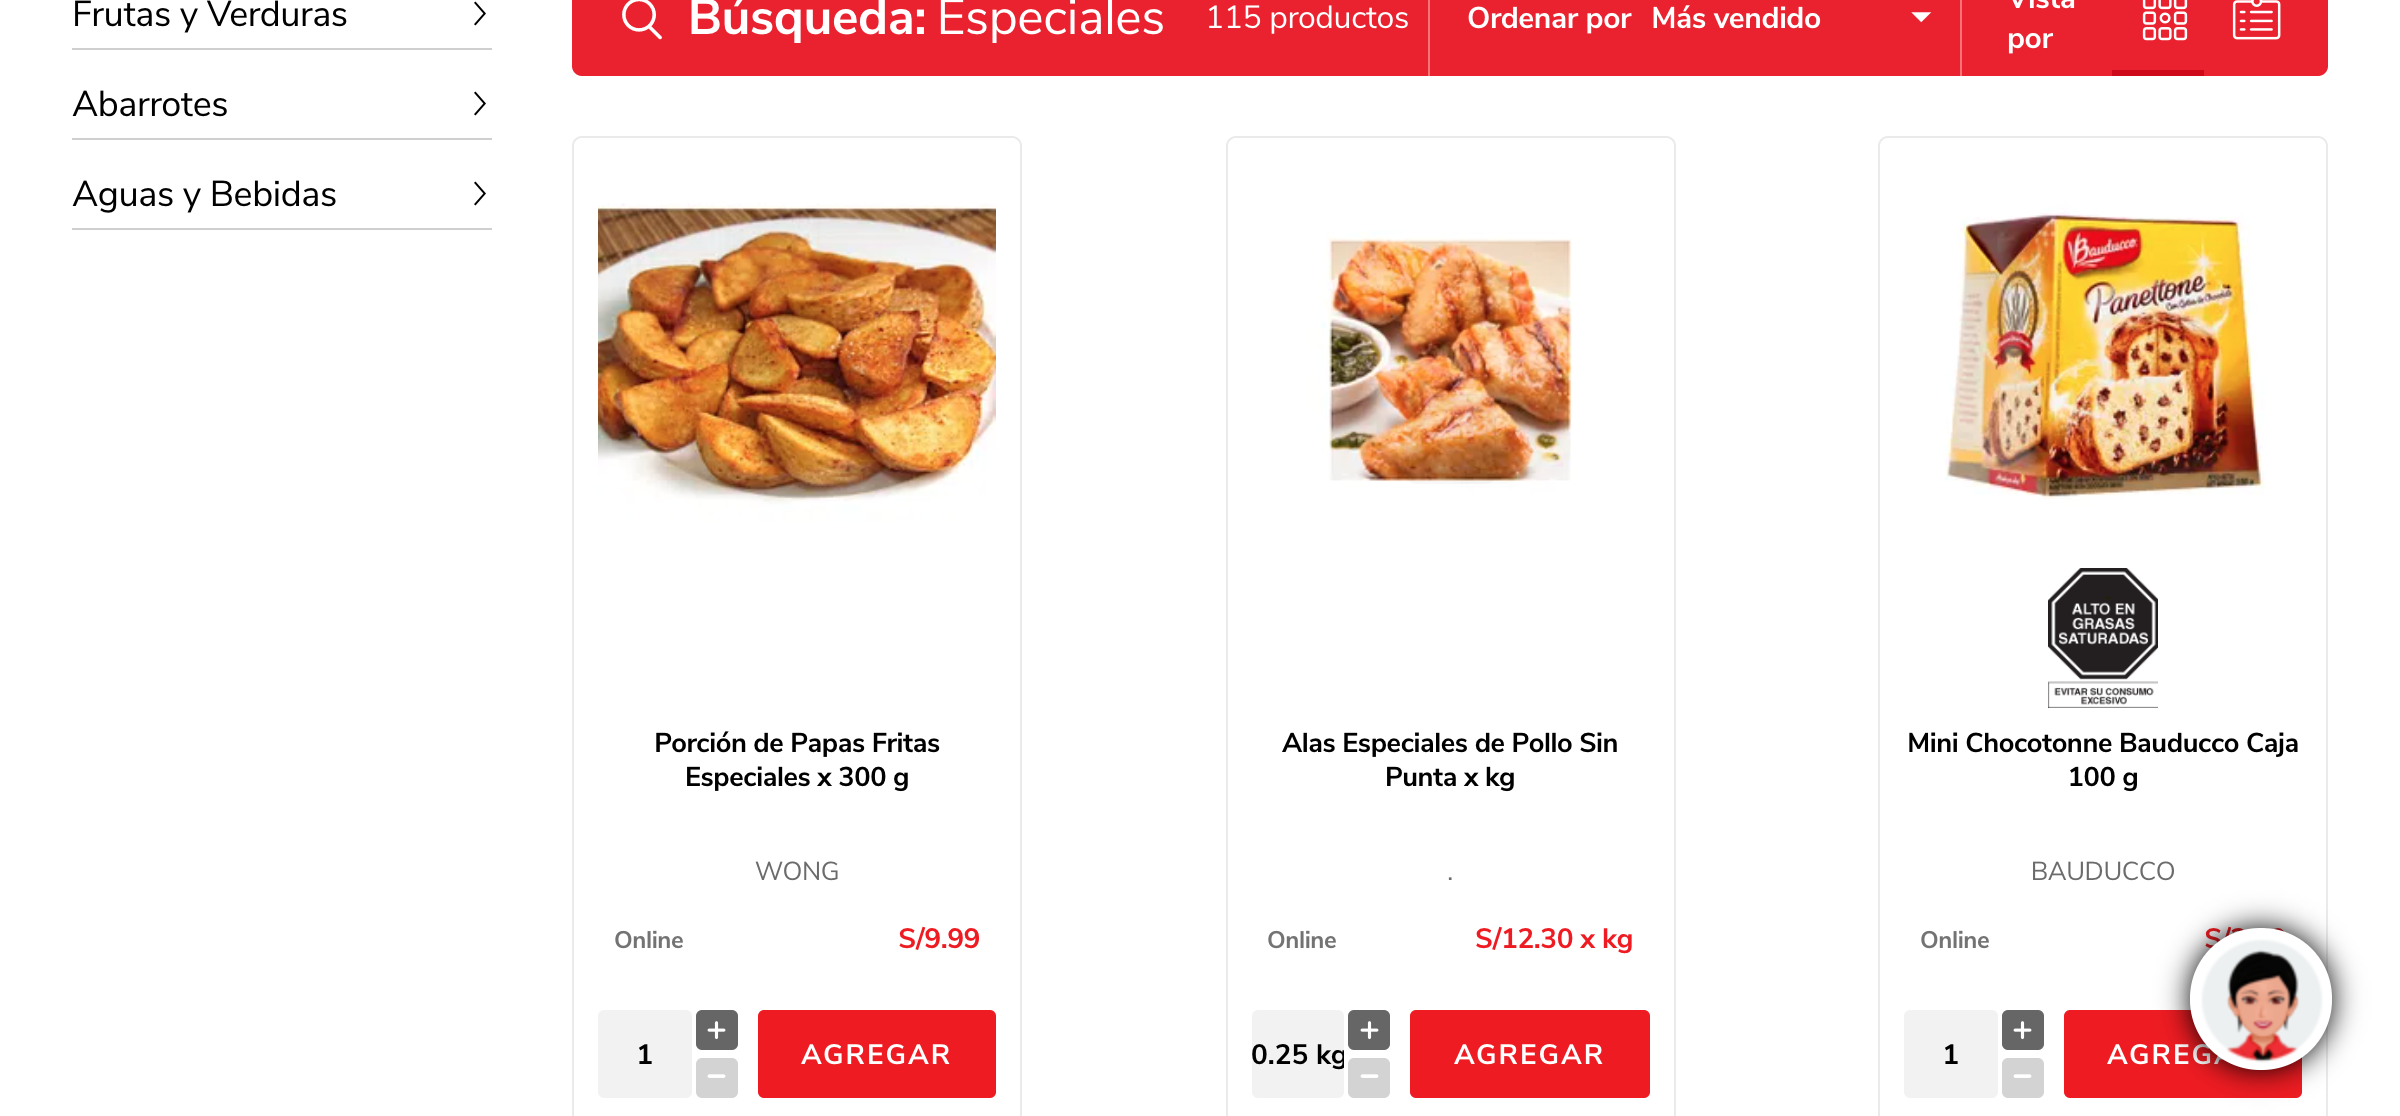 Frutas y Verduras
Abarrotes
Aguas y Bebidas
Búsqueda: Especiales
115 productos
Ordenar por Más vendido
Vista
por
Bauducco
Panettone
ALTO EN
GRASAS
SATURADAS
EVITAR SU CONSUMO
EXCESIVO
Porción de Papas Fritas
Especiales x 300 g
WONG
Online S/9.99
1
+
−
AGREGAR
Alas Especiales de Pollo Sin
Punta x kg
.
Online S/12.30 x kg
0.25 kg
+
−
AGREGAR
Mini Chocotonne Bauducco Caja
100 g
BAUDUCCO
Online
1
+
−